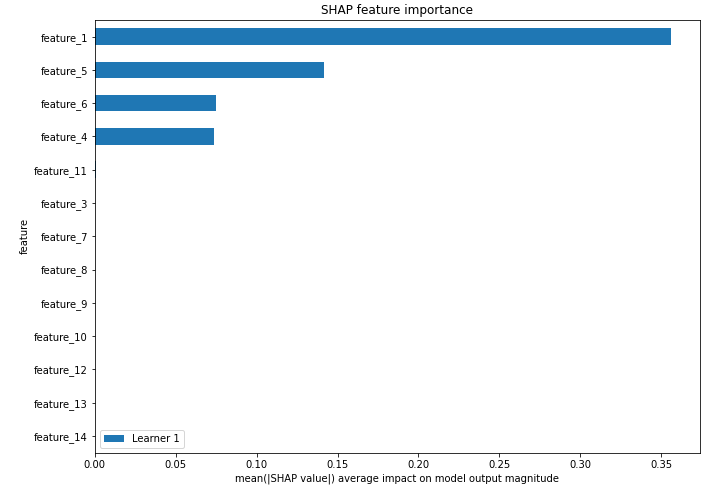 SHAP feature importance
feature_1
feature_5
feature_6
feature_4
feature_11
feature_3
feature_7
feature_8
feature_9
feature_10
feature_12
feature_13
feature_14
feature
Learner 1
0.00 0.05 0.10 0.15 0.20 0.25 0.30 0.35
mean(|SHAP value|) average impact on model output magnitude